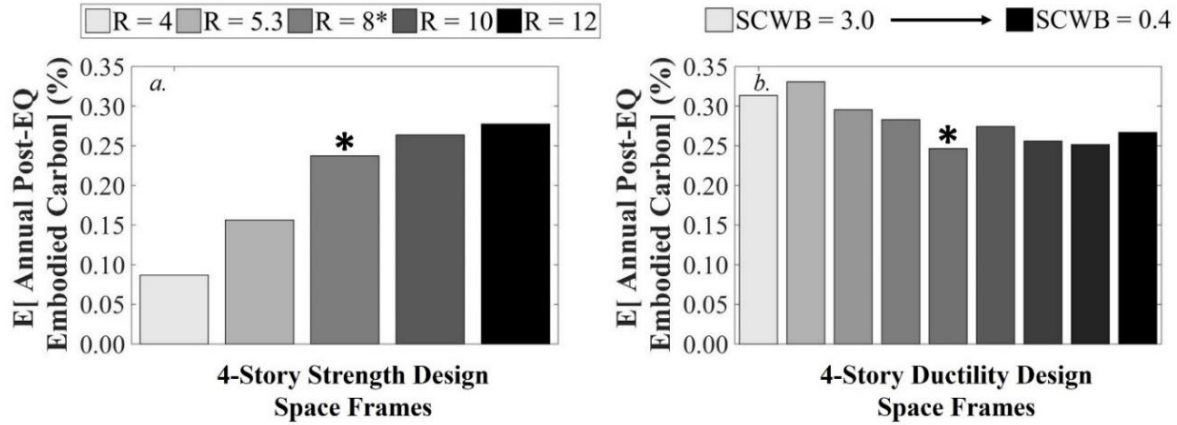 R = 4 R = 5.3 R = 8* R = 10 R = 12
E[ Annual Post-EQ
Embodied Carbon] (%)
0.35
0.30
0.25
0.20
0.15
0.10
0.05
0.00
a.
*
4-Story Strength Design
Space Frames
SCWB = 3.0 SCWB = 0.4
E[ Annual Post-EQ
Embodied Carbon] (%)
0.35
0.30
0.25
0.20
0.15
0.10
0.05
0.00
b.
*
4-Story Ductility Design
Space Frames